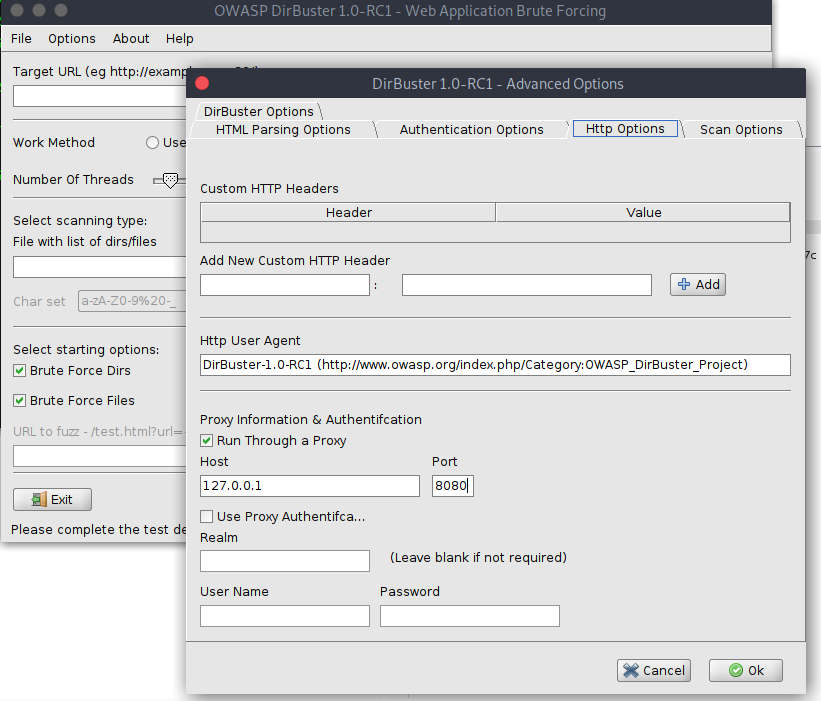 OWASP DirBuster 1.0-RC1 - Web Application Brute Forcing
File Options About Help
Target URL (eg
DirBuster 1.0-RC1 - Advanced Options
DirBuster Options
HTML Parsing Options Authentication Options Http Options Scan Options
Work Method Use
Number Of Threads
Select scanning type:
File with list of dirs/files
Char set a-zA-Z0-9%20-_
Select starting options:
Brute Force Dirs
Brute Force Files
URL to fuzz - /test.html?url=
Exit
Please complete the test
Custom HTTP Headers
Header Value
Add New Custom HTTP Header
: Add
Http User Agent
DirBuster-1.0-RC1 (http://www.owasp.org/index.php/Category:OWASP_DirBuster_Project)
Proxy Information & Authentifcation
Run Through a Proxy
Host Port
127.0.0.1 8080
Use Proxy Authentifca...
Realm
(Leave blank if not required)
User Name Password
Cancel Ok
7c